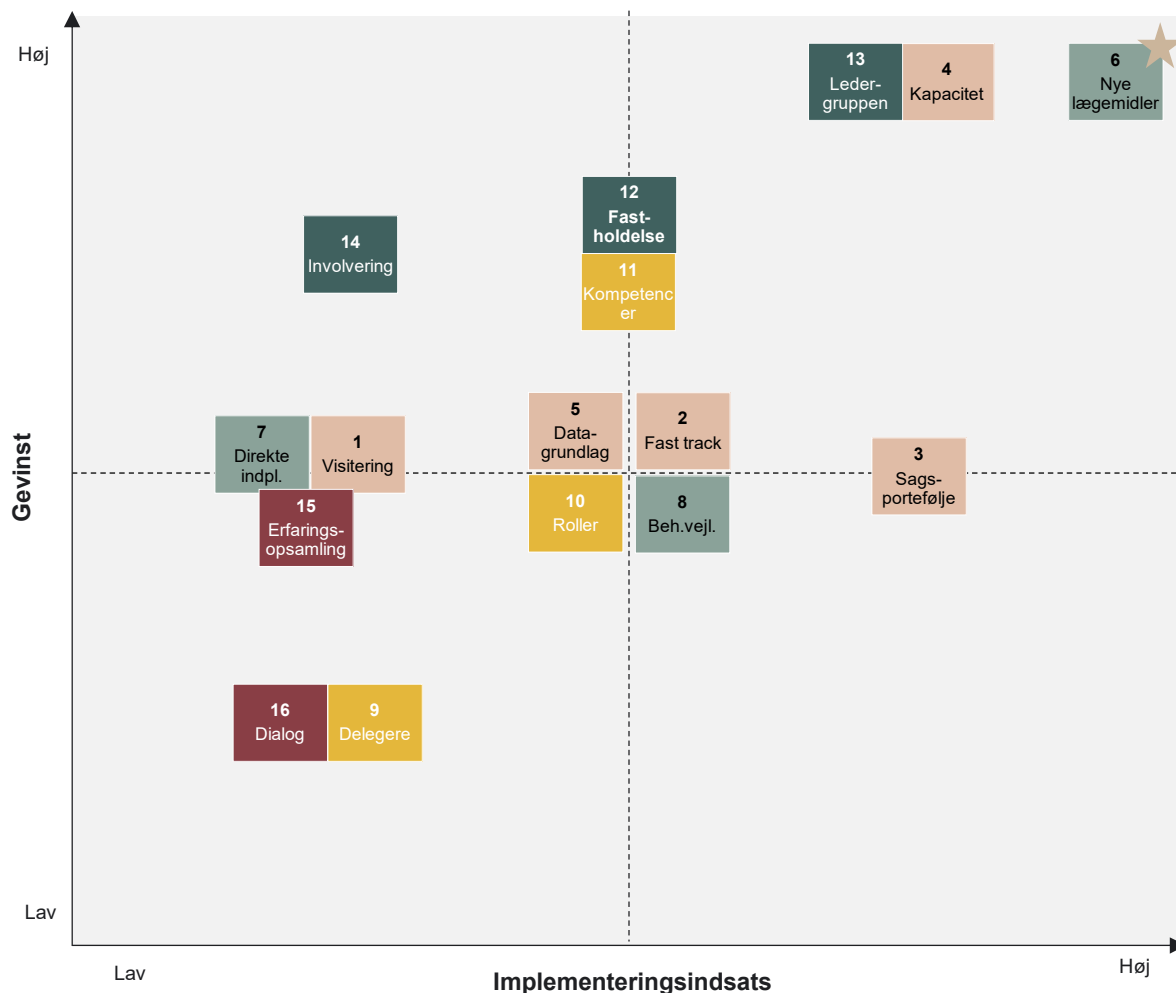 Høj
13
Leder-
gruppen
4
Kapacitet
6
Nye
lægemidler
12
Fast-
holdelse
14
Involvering
11
Kompetenc
er
5
Data-
grundlag
2
Fast track
7
Direkte
indpl.
1
Visitering
3
Sags-
portefølje
Gevinst
15
Erfarings-
opsamling
10
Roller
8
Beh.vejl.
16
Dialog
9
Delegere
Lav
Lav
Implementeringsindsats
Høj